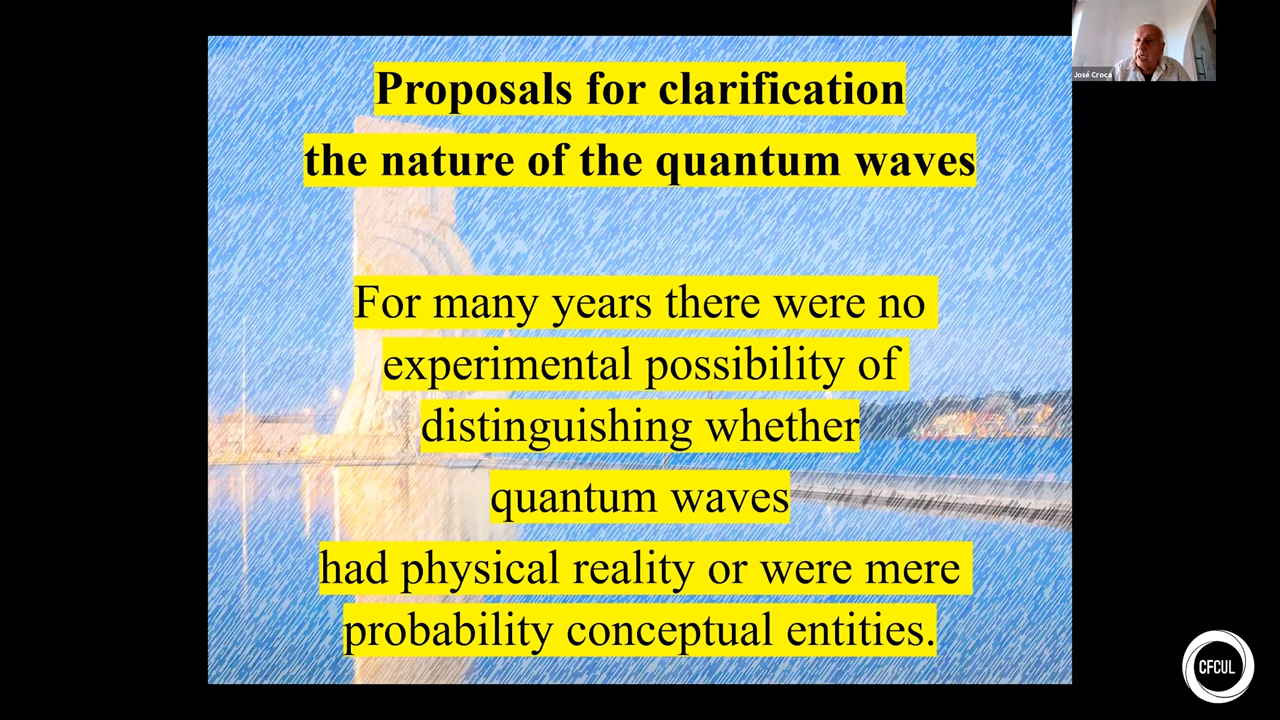 Proposals for clarification
the nature of the quantum waves
For many years there were no
experimental possibility of
distinguishing whether
quantum waves
had physical reality or were mere
probability conceptual entities.
José Croca
CFCUL